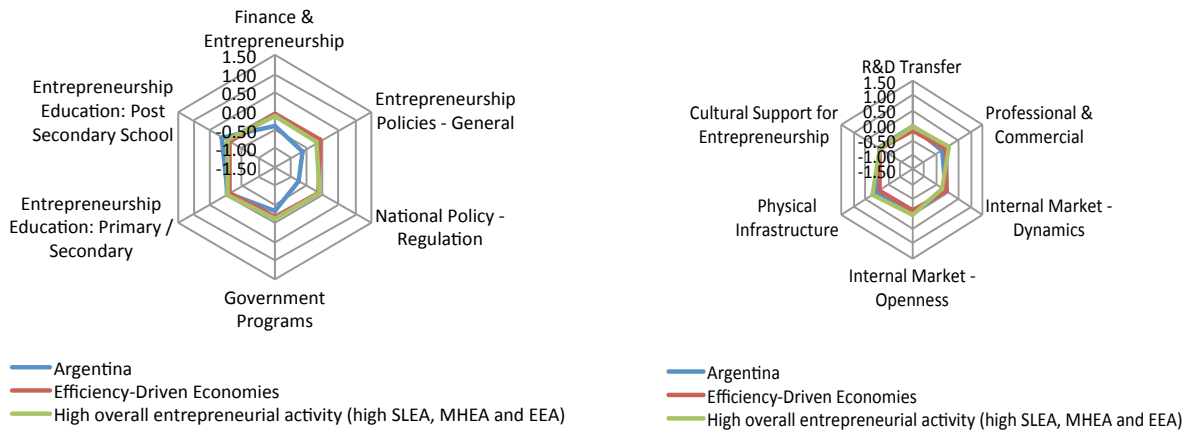 Finance &
Entrepreneurship
1.50
1.00
0.50
0.00
-0.50
-1.00
-1.50
Entrepreneurship
Policies - General
National Policy -
Regulation
Government
Programs
Entrepreneurship
Education: Primary /
Secondary
Entrepreneurship
Education: Post
Secondary School
Argentina
Efficiency-Driven Economies
High overall entrepreneurial activity (high SLEA, MHEA and EEA)
R&D Transfer
1.50
1.00
0.50
0.00
-0.50
-1.00
-1.50
Professional &
Commercial
Internal Market -
Dynamics
Internal Market -
Openness
Physical
Infrastructure
Cultural Support for
Entrepreneurship
Argentina
Efficiency-Driven Economies
High overall entrepreneurial activity (high SLEA, MHEA and EEA)